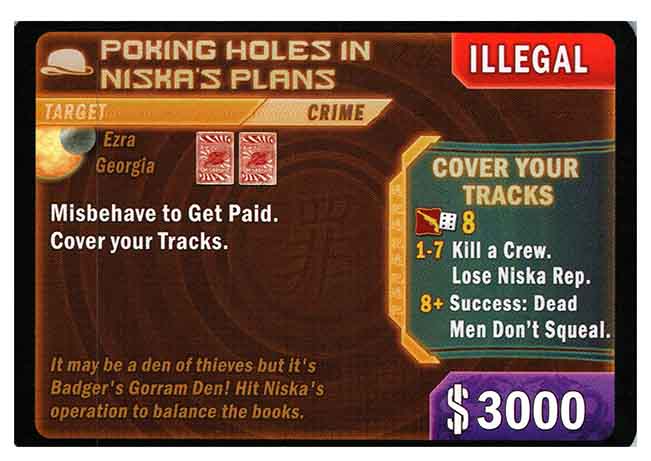 POKING HOLES IN
NISKA'S PLANS
ILLEGAL
TARGET
CRIME
Ezra
Georgia
Misbehave to Get Paid.
Cover your Tracks.
COVER YOUR
TRACKS
8
1-7 Kill a Crew.
Lose Niska Rep.
8+ Success: Dead
Men Don't Squeal.
It may be a den of thieves but it's
Badger's Gorram Den! Hit Niska's
operation to balance the books.
$3000